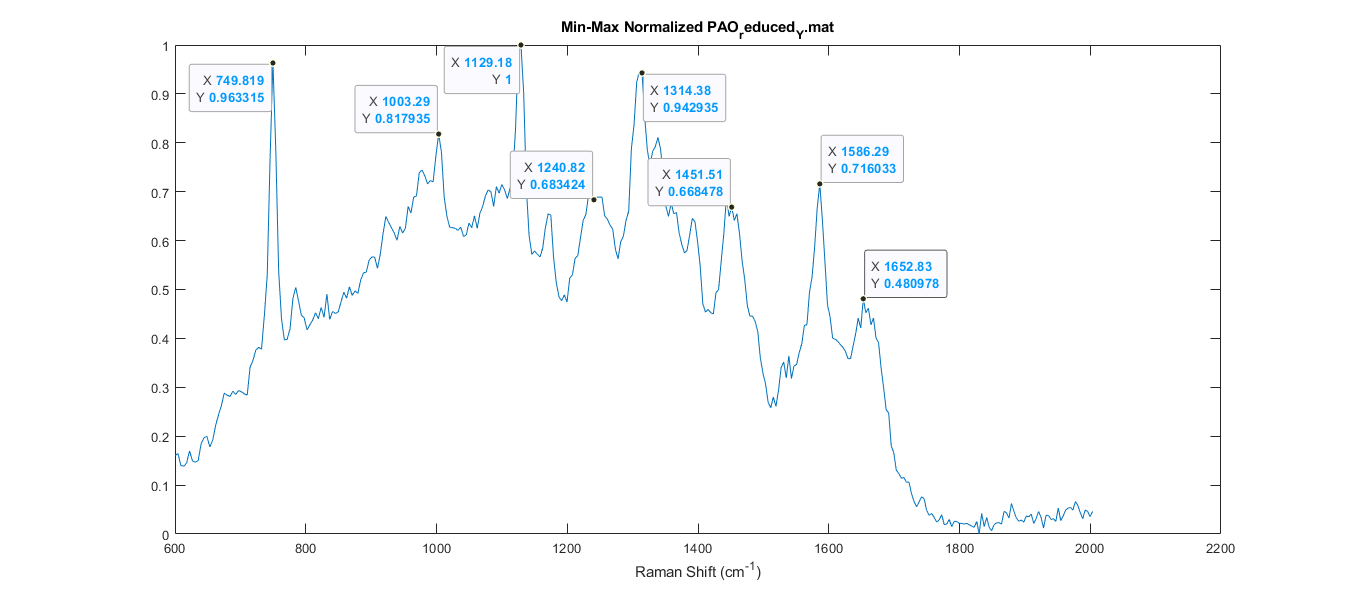 Min-Max Normalized PAOreducedY.mat
X 749.819
Y 0.963315
X 1003.29
Y 0.817935
X 1129.18
Y 1
X 1240.82
Y 0.683424
X 1314.38
Y 0.942935
X 1451.51
Y 0.668478
X 1586.29
Y 0.716033
X 1652.83
Y 0.480978
1
0.9
0.8
0.7
0.6
0.5
0.4
0.3
0.2
0.1
0
600 800 1000 1200 1400 1600 1800 2000 2200
Raman Shift (cm-1)